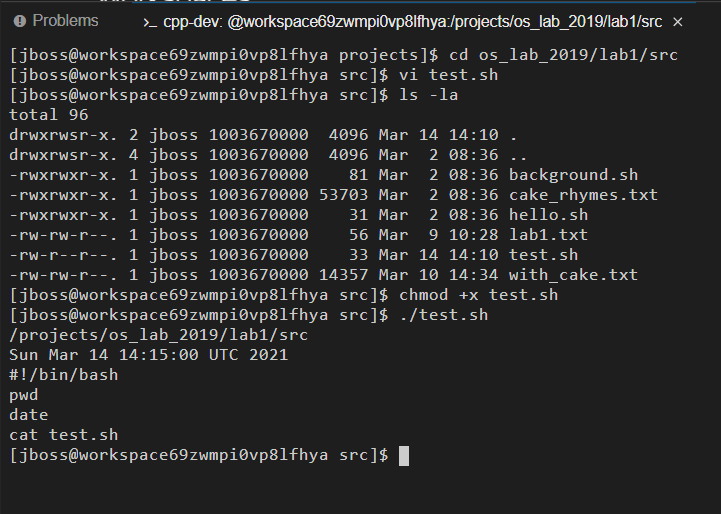 Problems >_ cpp-dev: @workspace69zwmpi0vp8lfhya:/projects/os_lab_2019/lab1/src ×
[jboss@workspace69zwmpi0vp8lfhya projects]$ cd os_lab_2019/lab1/src
[jboss@workspace69zwmpi0vp8lfhya src]$ vi test.sh
[jboss@workspace69zwmpi0vp8lfhya src]$ ls -la
total 96
drwxrwsr-x. 2 jboss 1003670000  4096 Mar 14 14:10 .
drwxrwsr-x. 4 jboss 1003670000  4096 Mar  2 08:36 ..
-rwxrwxr-x. 1 jboss 1003670000    81 Mar  2 08:36 background.sh
-rwxrwxr-x. 1 jboss 1003670000 53703 Mar  2 08:36 cake_rhymes.txt
-rwxrwxr-x. 1 jboss 1003670000    31 Mar  2 08:36 hello.sh
-rw-rw-r--. 1 jboss 1003670000    56 Mar  9 10:28 lab1.txt
-rw-r--r--. 1 jboss 1003670000    33 Mar 14 14:10 test.sh
-rw-rw-r--. 1 jboss 1003670000 14357 Mar 10 14:34 with_cake.txt
[jboss@workspace69zwmpi0vp8lfhya src]$ chmod +x test.sh
[jboss@workspace69zwmpi0vp8lfhya src]$ ./test.sh
/projects/os_lab_2019/lab1/src
Sun Mar 14 14:15:00 UTC 2021
#!/bin/bash
pwd
date
cat test.sh
[jboss@workspace69zwmpi0vp8lfhya src]$